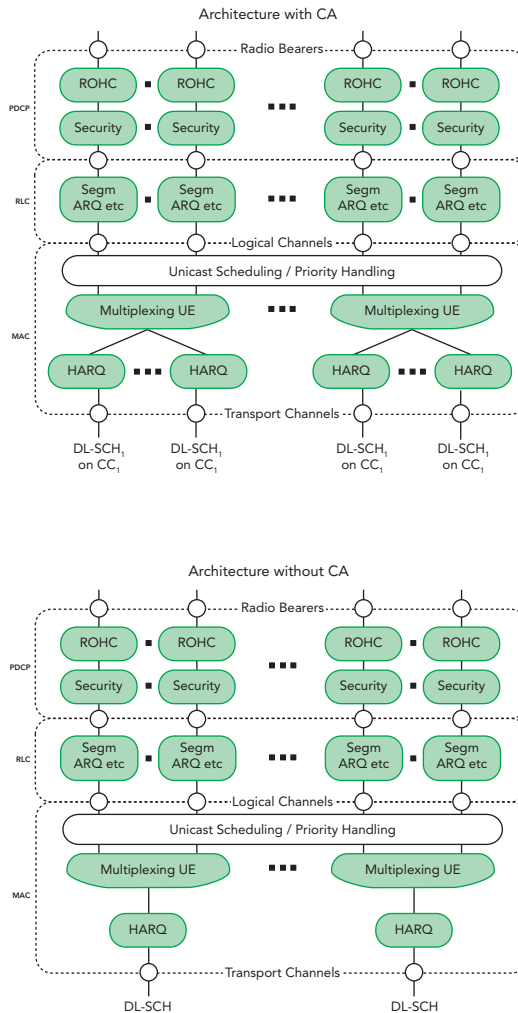 Architecture with CA
Radio Bearers
ROHC ROHC ROHC ROHC
PDCP
Security Security Security Security
RLC
Segm Segm Segm Segm
ARQ etc ARQ etc ARQ etc ARQ etc
Logical Channels
Unicast Scheduling / Priority Handling
Multiplexing UE Multiplexing UE
MAC
HARQ HARQ HARQ HARQ
Transport Channels
DL-SCH₁ DL-SCH₁ DL-SCH₁ DL-SCH₁
on CC₁ on CC₁ on CC₁ on CC₁
Architecture without CA
Radio Bearers
ROHC ROHC ROHC ROHC
PDCP
Security Security Security Security
RLC
Segm Segm Segm Segm
ARQ etc ARQ etc ARQ etc ARQ etc
Logical Channels
Unicast Scheduling / Priority Handling
Multiplexing UE Multiplexing UE
MAC
HARQ HARQ
Transport Channels
DL-SCH DL-SCH